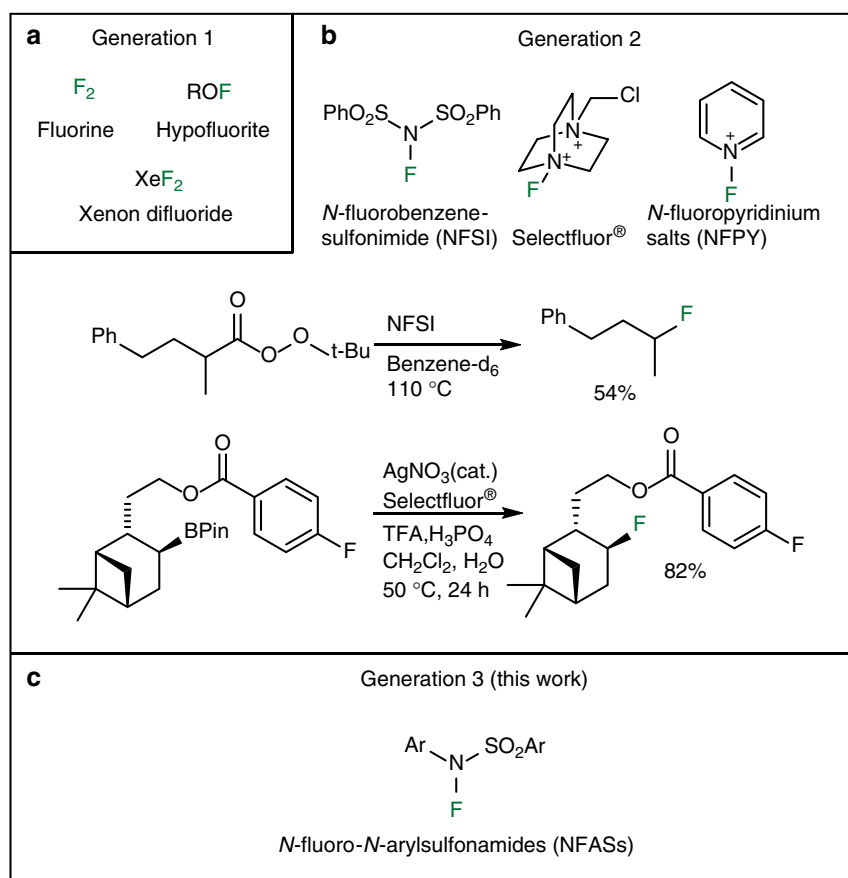 a Generation 1
F2
ROF
Fluorine
Hypofluorite
XeF2
Xenon difluoride
b Generation 2
PhO2S
SO2Ph
N
F
N-fluorobenzene-
sulfonimide (NFSI)
Cl
N
+
N+
F
Selectfluor®
N
+
F
N-fluoropyridinium
salts (NFPY)
Ph
O
O
O
t-Bu
NFSI
Benzene-d6
110 °C
Ph
F
54%
O
O
BPin
F
AgNO3(cat.)
Selectfluor®
TFA,H3PO4
CH2Cl2, H2O
50 °C, 24 h
O
O
F
F
82%
c Generation 3 (this work)
Ar
SO2Ar
N
F
N-fluoro-N-arylsulfonamides (NFASs)